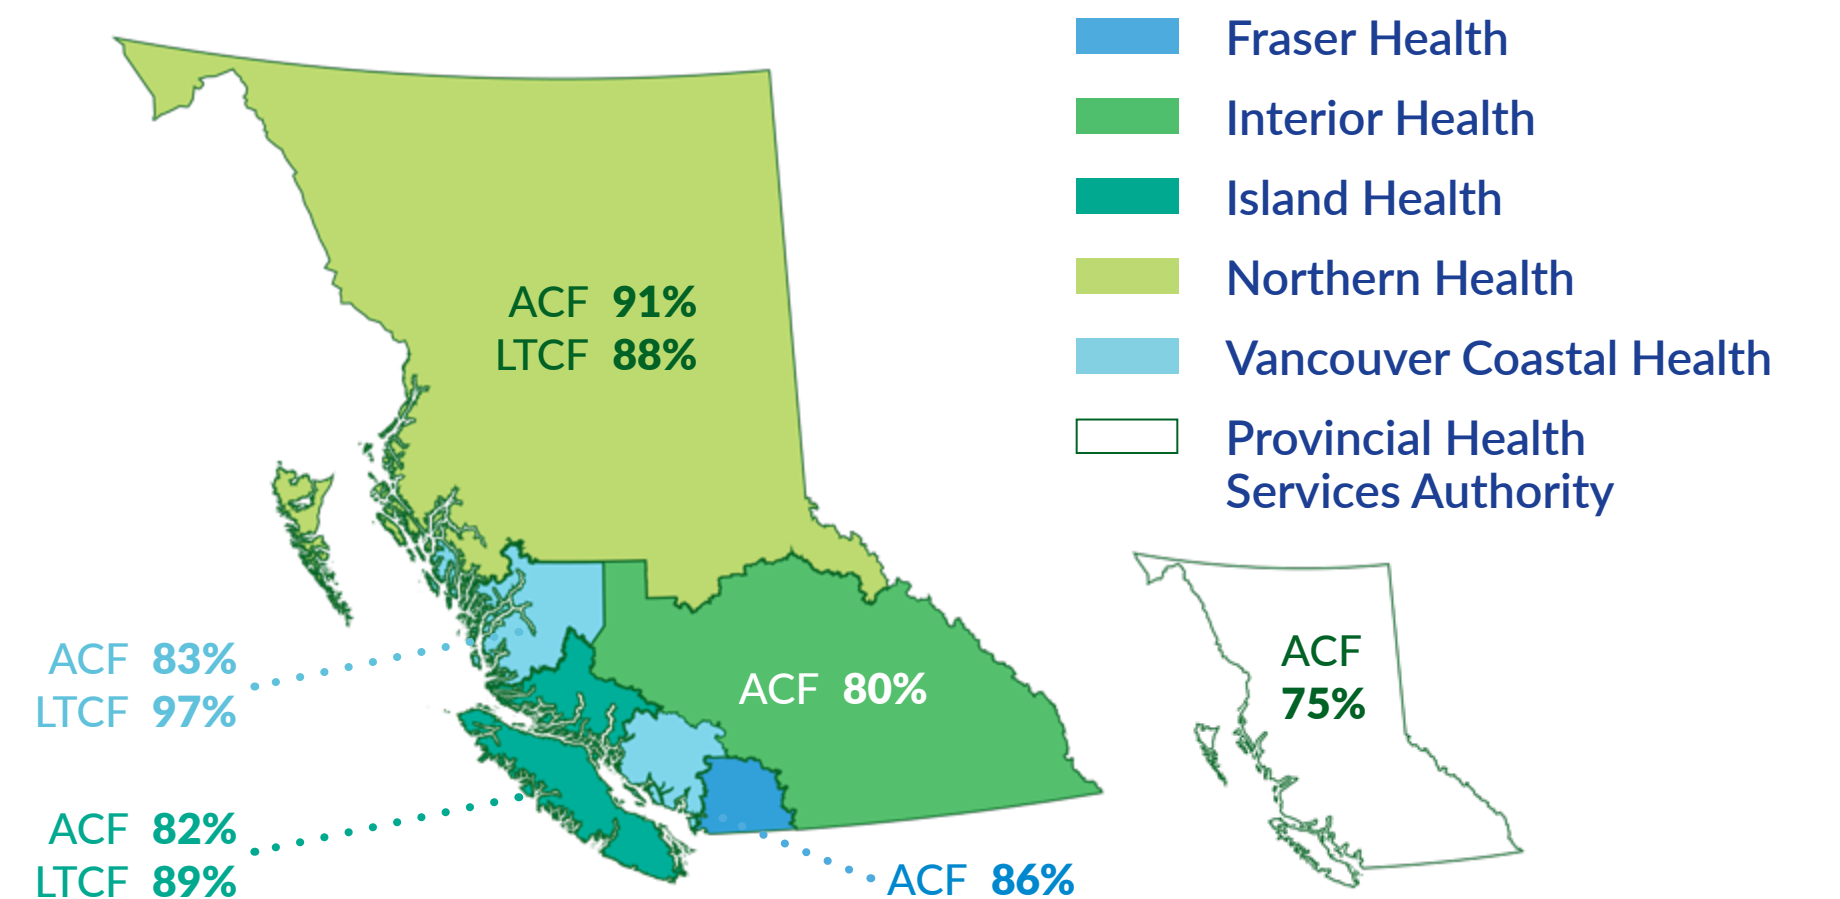 Fraser Health
Interior Health
Island Health
Northern Health
Vancouver Coastal Health
Provincial Health
Services Authority
ACF 91%
LTCF 88%
ACF 83%
LTCF 97%
ACF 80%
ACF 82%
LTCF 89%
ACF 86%
ACF
75%